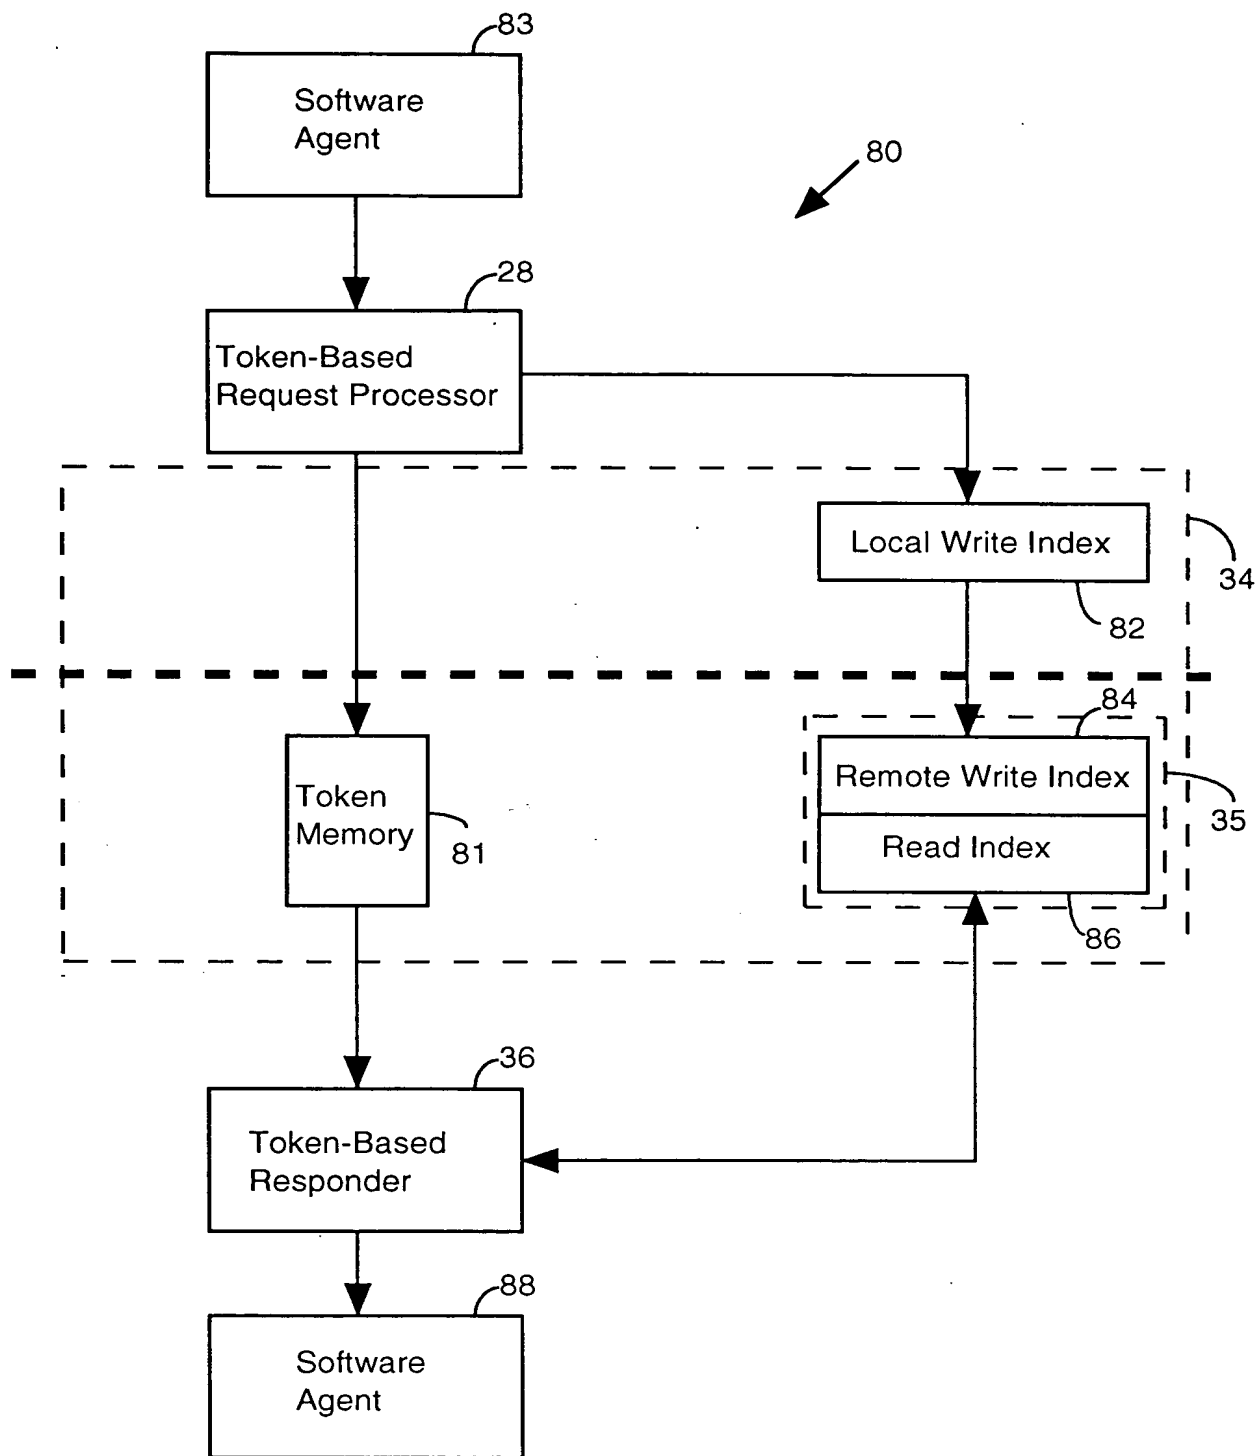 83
Software
Agent
80
28
Token-Based
Request Processor
Local Write Index
34
82
84
Remote Write Index
35
Token
Memory
81
Read Index
86
36
Token-Based
Responder
88
Software
Agent